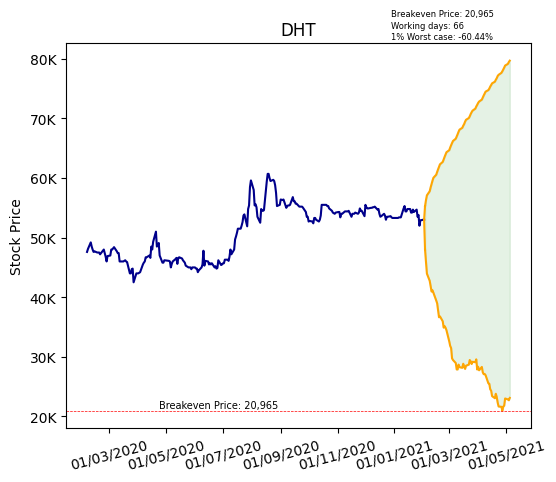 Breakeven Price: 20,965
Working days: 66
1% Worst case: -60.44%
DHT
Stock Price
80K
70K
60K
50K
40K
30K
20K
Breakeven Price: 20,965
01/03/2020 01/05/2020 01/07/2020 01/09/2020 01/11/2020 01/01/2021 01/03/2021 01/05/2021